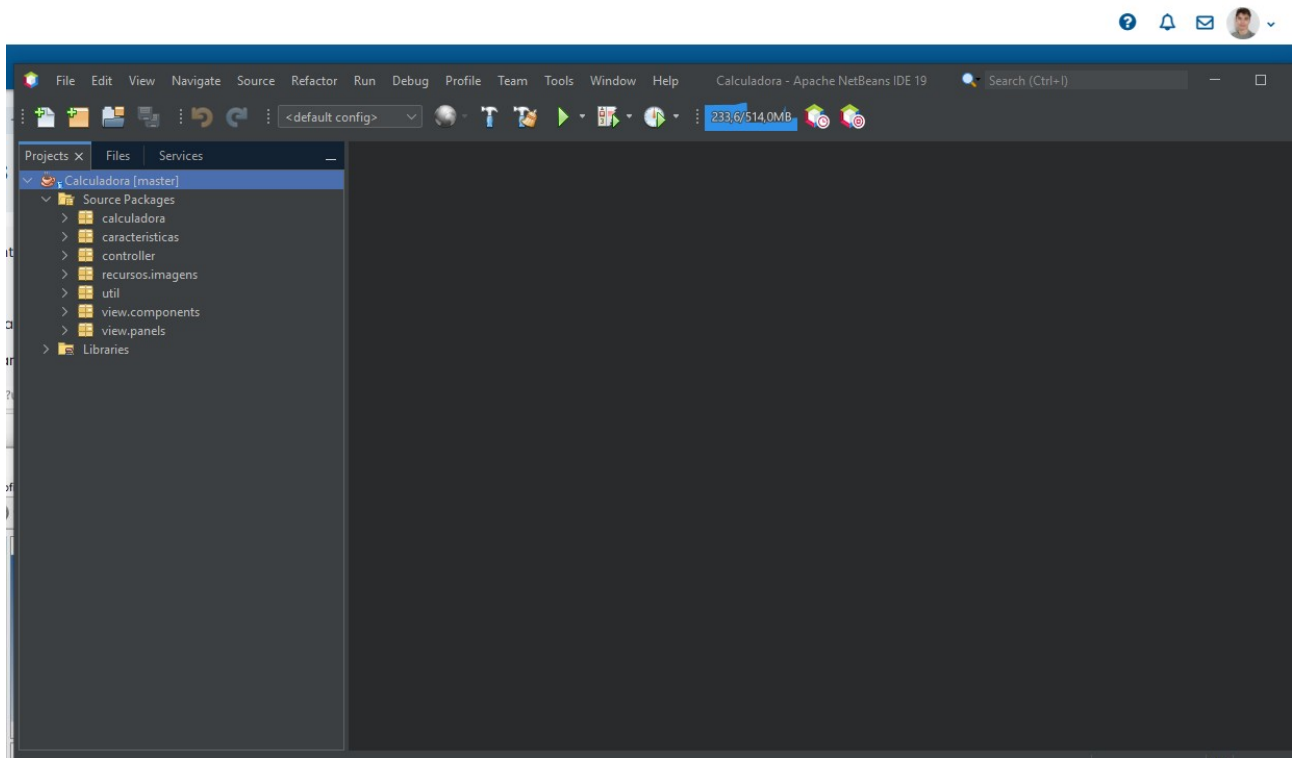 File Edit View Navigate Source Refactor Run Debug Profile Team Tools Window Help Calculadora - Apache NetBeans IDE 19 Search (Ctrl+I)
<default config> 233,6/514,0MB
Projects Files Services
Calculadora [master]
Source Packages
calculadora
caracteristicas
controller
recursos.imagens
util
view.components
view.panels
Libraries